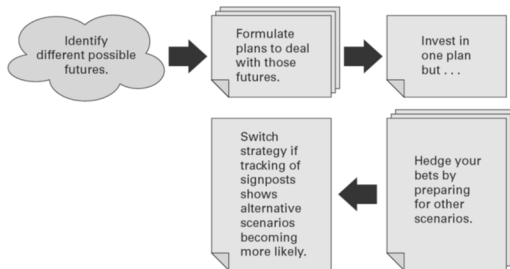 Identify
different possible
futures.
Formulate
plans to deal
with those
futures.
Invest in
one plan
but . . .
Hedge your
bets by
preparing
for other
scenarios.
Switch
strategy if
tracking of
signposts
shows
alternative
scenarios
becoming
more likely.